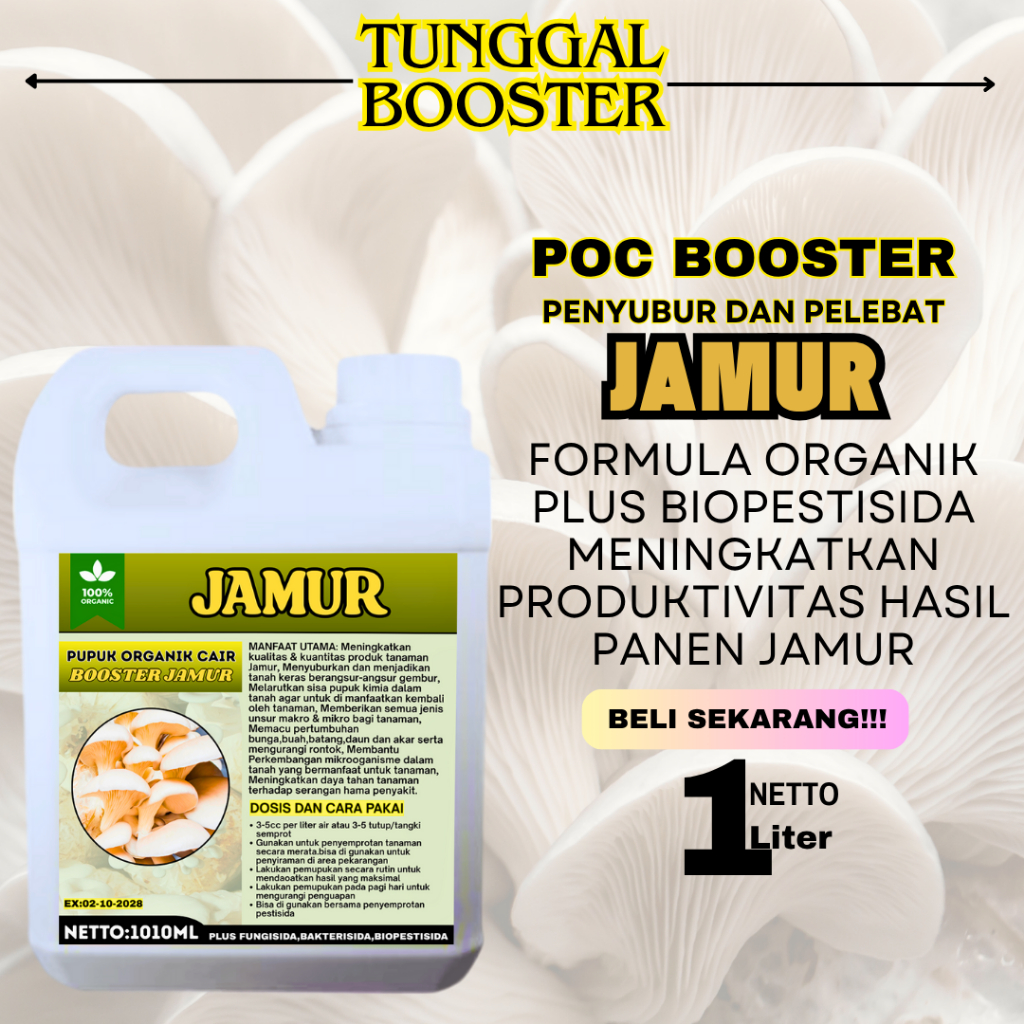 TUNGGAL
BOOSTER
POC BOOSTER
PENYUBUR DAN PELEBAT
JAMUR
FORMULA ORGANIK
PLUS BIOPESTISIDA
MENINGKATKAN
PRODUKTIVITAS HASIL
PANEN JAMUR
BELI SEKARANG!!!
1 NETTO
Liter
100%
ORGANIC
JAMUR
PUPUK ORGANIK CAIR
BOOSTER JAMUR
MANFAAT UTAMA: Meningkatkan
kualitas & kuantitas produk tanaman
Jamur, Menyuburkan dan menjadikan
tanah keras berangsur-angsur gembur,
Melarutkan sisa pupuk kimia dalam
tanah agar untuk di manfaatkan kembali
oleh tanaman, Memberikan semua jenis
unsur makro & mikro bagi tanaman,
Memacu pertumbuhan
bunga,buah,batang,daun dan akar serta
mengurangi rontok, Membantu
Perkembangan mikrooganisme dalam
tanah yang bermanfaat untuk tanaman,
Meningkatkan daya tahan tanaman
terhadap serangan hama penyakit.
DOSIS DAN CARA PAKAI
• 3-5cc per liter air atau 3-5 tutup/tangki
semprot
• Gunakan untuk penyemprotan tanaman
secara merata.bisa di gunakan untuk
penyiraman di area pekarangan
• Lakukan pemupukan secara rutin untuk
mendaoatkan hasil yang maksimal
• Lakukan pemupukan pada pagi hari untuk
mengurangi penguapan
• Bisa di gunakan bersama penyemprotan
pestisida
EX:02-10-2028
NETTO:1010ML
PLUS FUNGISIDA,BAKTERISIDA,BIOPESTISIDA